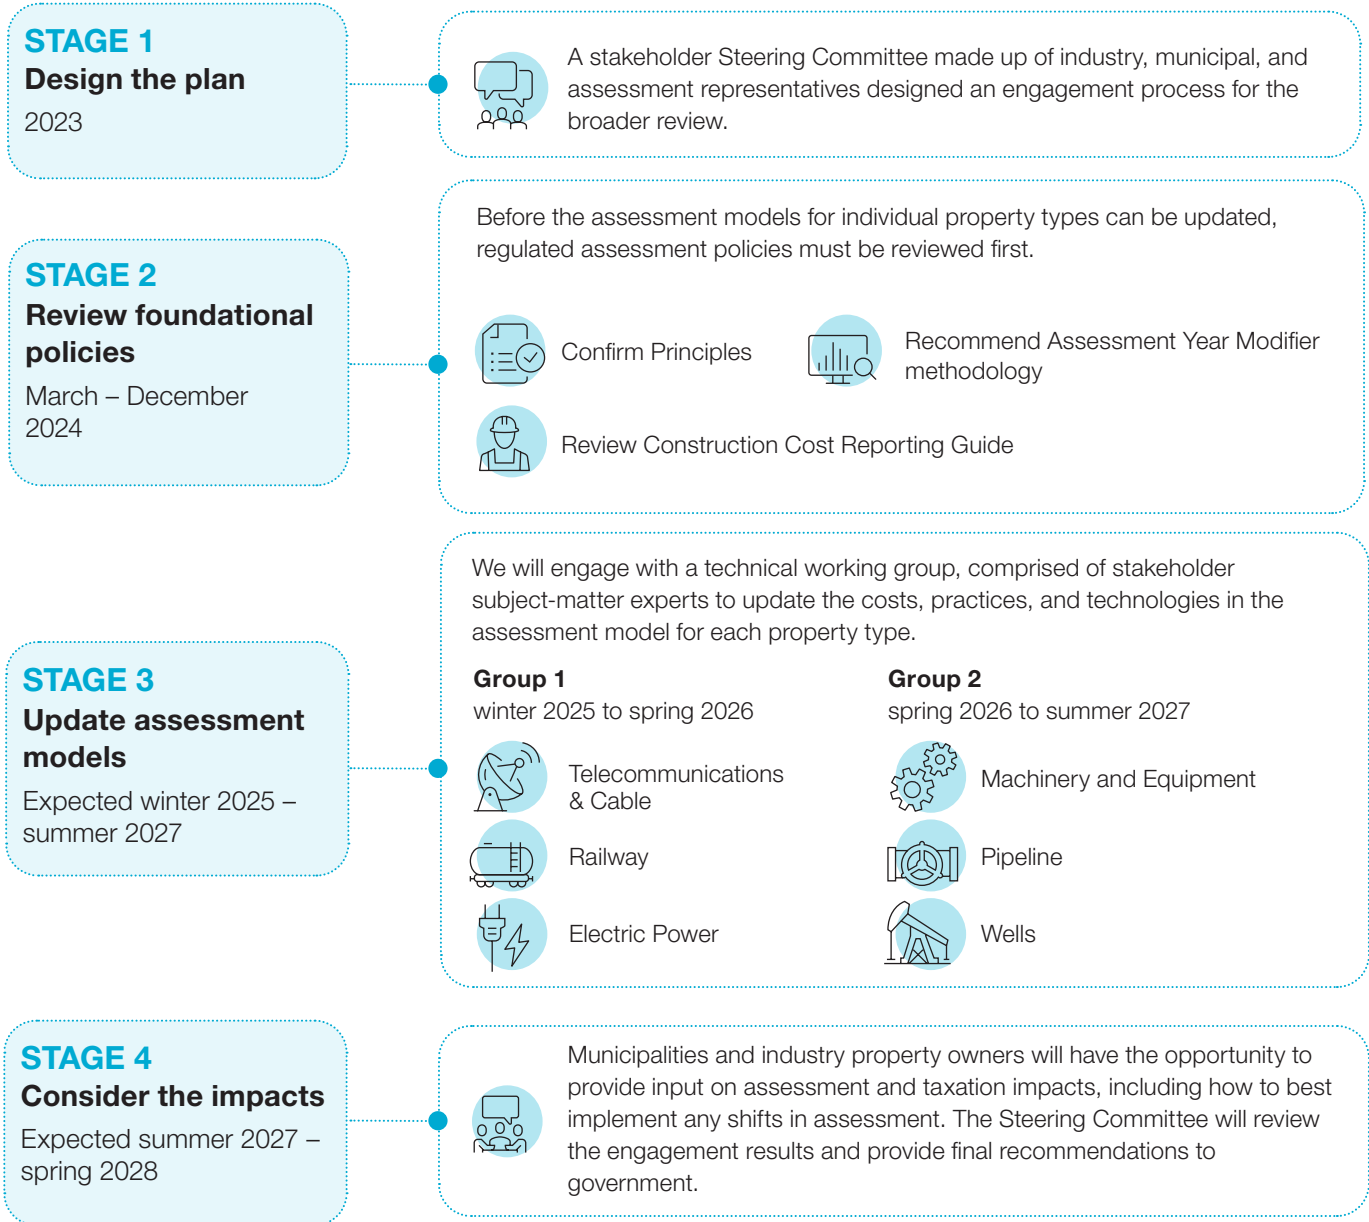 STAGE 1
Design the plan
2023
A stakeholder Steering Committee made up of industry, municipal, and
assessment representatives designed an engagement process for the
broader review.
STAGE 2
Review foundational
policies
March – December
2024
Before the assessment models for individual property types can be updated,
regulated assessment policies must be reviewed first.
Confirm Principles
Recommend Assessment Year Modifier
methodology
Review Construction Cost Reporting Guide
STAGE 3
Update assessment
models
Expected winter 2025 –
summer 2027
We will engage with a technical working group, comprised of stakeholder
subject-matter experts to update the costs, practices, and technologies in the
assessment model for each property type.
Group 1
winter 2025 to spring 2026
Telecommunications
& Cable
Railway
Electric Power
Group 2
spring 2026 to summer 2027
Machinery and Equipment
Pipeline
Wells
STAGE 4
Consider the impacts
Expected summer 2027 –
spring 2028
Municipalities and industry property owners will have the opportunity to
provide input on assessment and taxation impacts, including how to best
implement any shifts in assessment. The Steering Committee will review
the engagement results and provide final recommendations to
government.